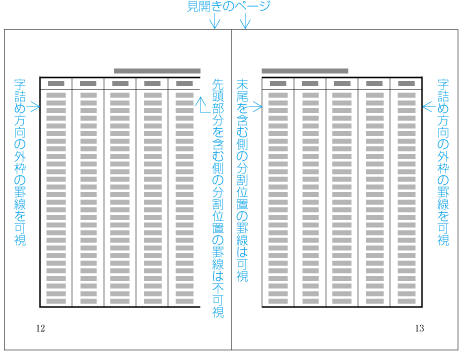 見開きのページ
字詰め方向の外枠の罫線を可視
先頭部分を含む側の分割位置の罫線は不可視
末尾を含む側の分割位置の罫線は可視
字詰め方向の外枠の罫線を可視
12
13